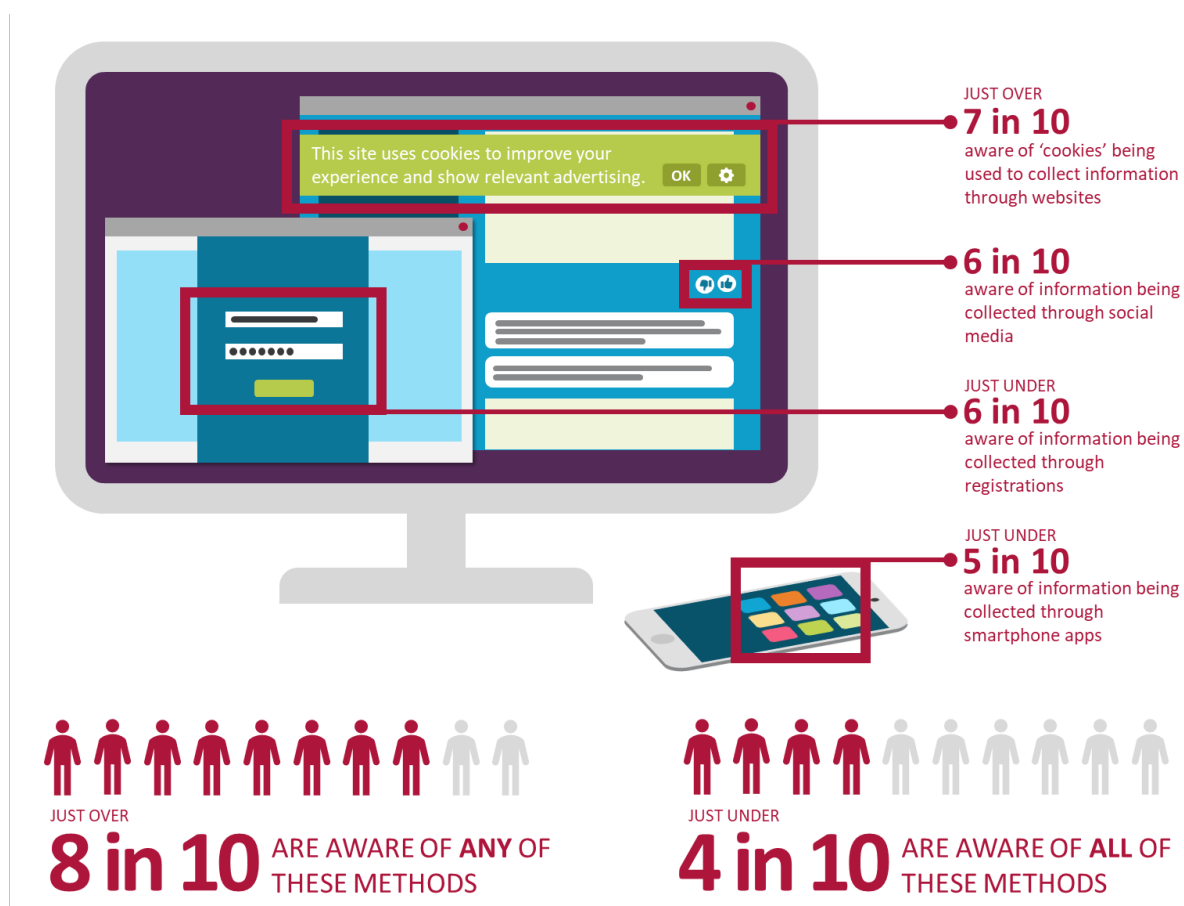 This site uses cookies to improve your
experience and show relevant advertising.
OK
JUST OVER
7 in 10
aware of ‘cookies’ being
used to collect information
through websites
6 in 10
aware of information being
collected through social
media
JUST UNDER
6 in 10
aware of information being
collected through
registrations
JUST UNDER
5 in 10
aware of information being
collected through
smartphone apps
JUST OVER
8 in 10
ARE AWARE OF ANY OF
THESE METHODS
JUST UNDER
4 in 10
ARE AWARE OF ALL OF
THESE METHODS